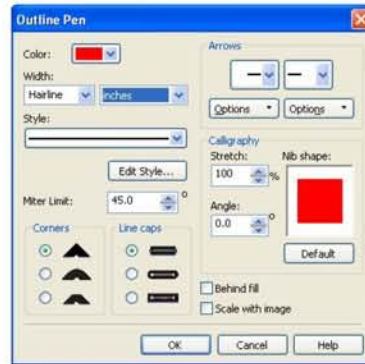 Outline Pen
Color:
Width:
Hairline
inches
Style:
Edit Style...
Miter Limit:
45.0
°
Corners
Line caps
Arrows
Options
Options
Calligraphy
Stretch:
Nib shape:
100
%
Angle:
0.0
°
Default
Behind fill
Scale with image
OK
Cancel
Help